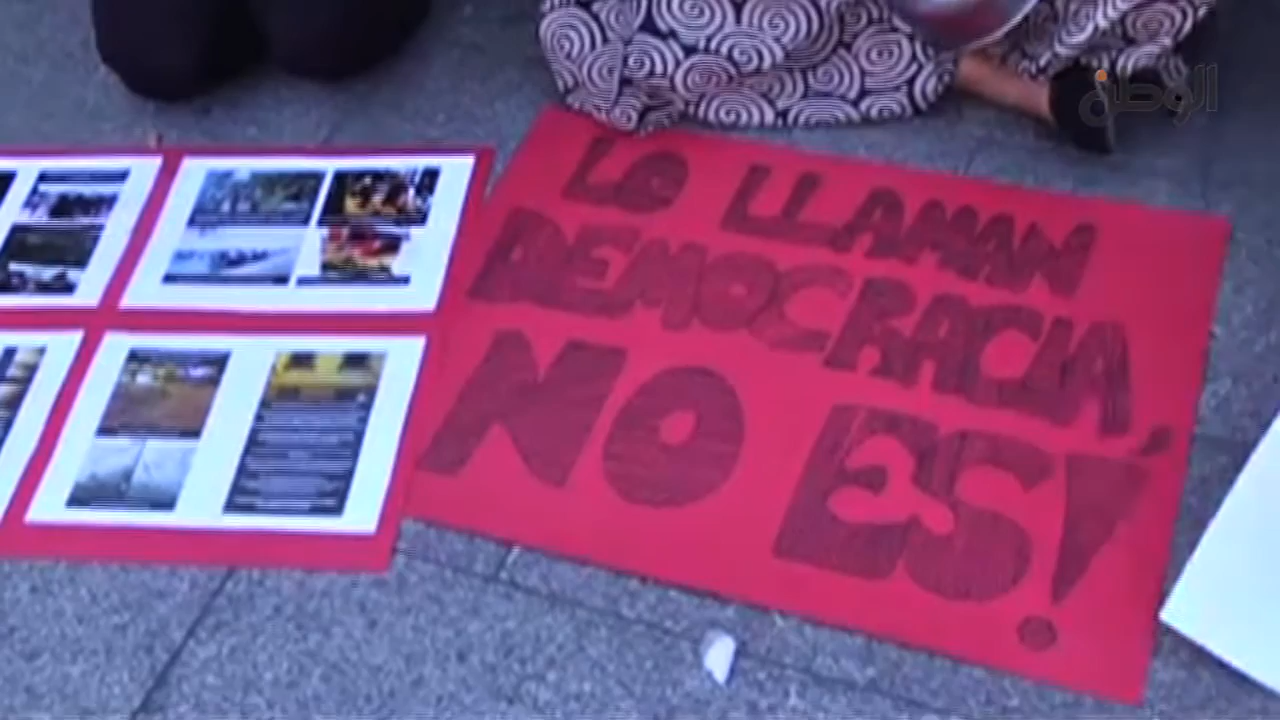 الوطن
LO LLAMAN
DEMOCRACIA,
NO ES!